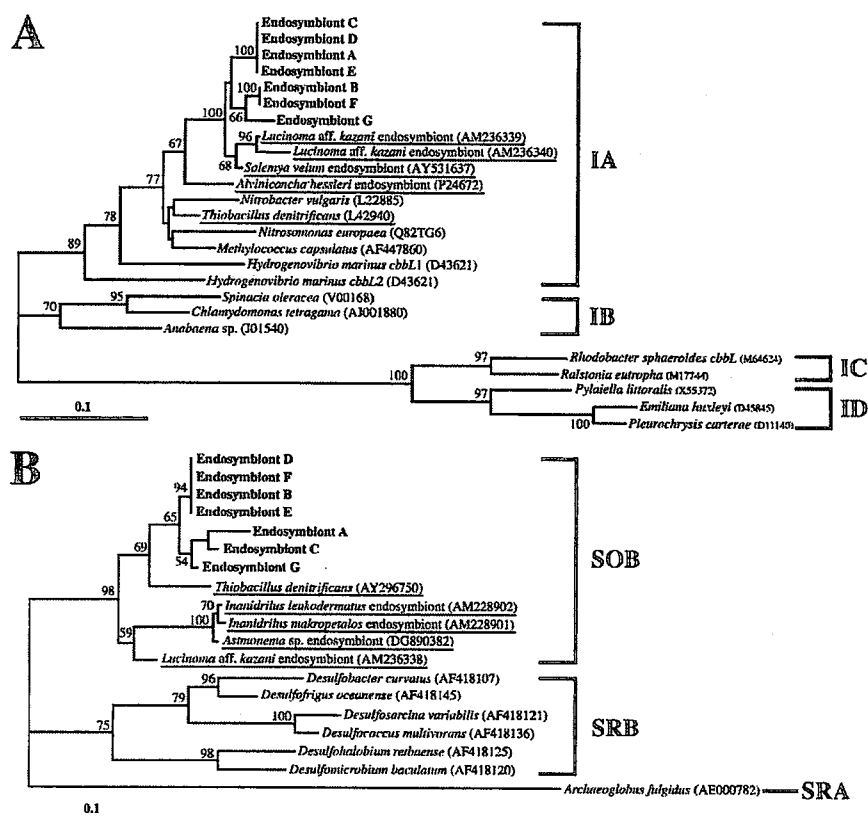 A
Endosymbiont C
Endosymbiont D
100
Endosymbiont A
Endosymbiont E
100
Endosymbiont B
Endosymbiont F
100
66
Endosymbiont G
96
Lucinoma aff. kazani endosymbiont (AM236339)
67
Lucinoma aff. kazani endosymbiont (AM236340)
68
Solemya velum endosymbiont (AY531637)
IA
77
Alviniconcha hessleri endosymbiont (P24672)
Nitrobacter vulgaris (L22885)
78
Thiobacillus denitrificans (L42940)
Nitrosomonas europaea (Q82TG6)
89
Methylococcus capsulatus (AF447860)
Hydrogenovibrio marinus cbbL1 (D43621)
Hydrogenovibrio marinus cbbL2 (D43621)
95
Spinacia oleracea (V00168)
70
Chlamydomonas tetragama (AJ001880)
IB
Anabaena sp. (J01540)
97
Rhodobacter sphaeroides cbbL (M64624)
IC
100
Ralstonia eutropha (M17744)
97
Pylaiella littoralis (X55372)
0.1
Emiliana huxleyi (D45845)
ID
100
Pleurochrysis carterae (D11140)
B
Endosymbiont D
Endosymbiont F
94
Endosymbiont B
Endosymbiont E
65
Endosymbiont A
69
Endosymbiont C
54
Endosymbiont G
SOB
98
Thiobacillus denitrificans (AY296750)
70
Inanidrilus leukodermatus endosymbiont (AM228902)
100
Inanidrilus makropetalos endosymbiont (AM228901)
59
Astmonema sp. endosymbiont (DG890382)
Lucinoma aff. kazani endosymbiont (AM236338)
96
Desulfobacter curvatus (AF418107)
79
Desulfofrigus oceanense (AF418145)
75
100
Desulfosarcina variabilis (AF418121)
SRB
Desulfococcus multivorans (AF418136)
98
Desulfohalobium retbaense (AF418125)
Desulfomicrobium baculatum (AF418120)
Archaeoglobus fulgidus (AE000782)
SRA
0.1